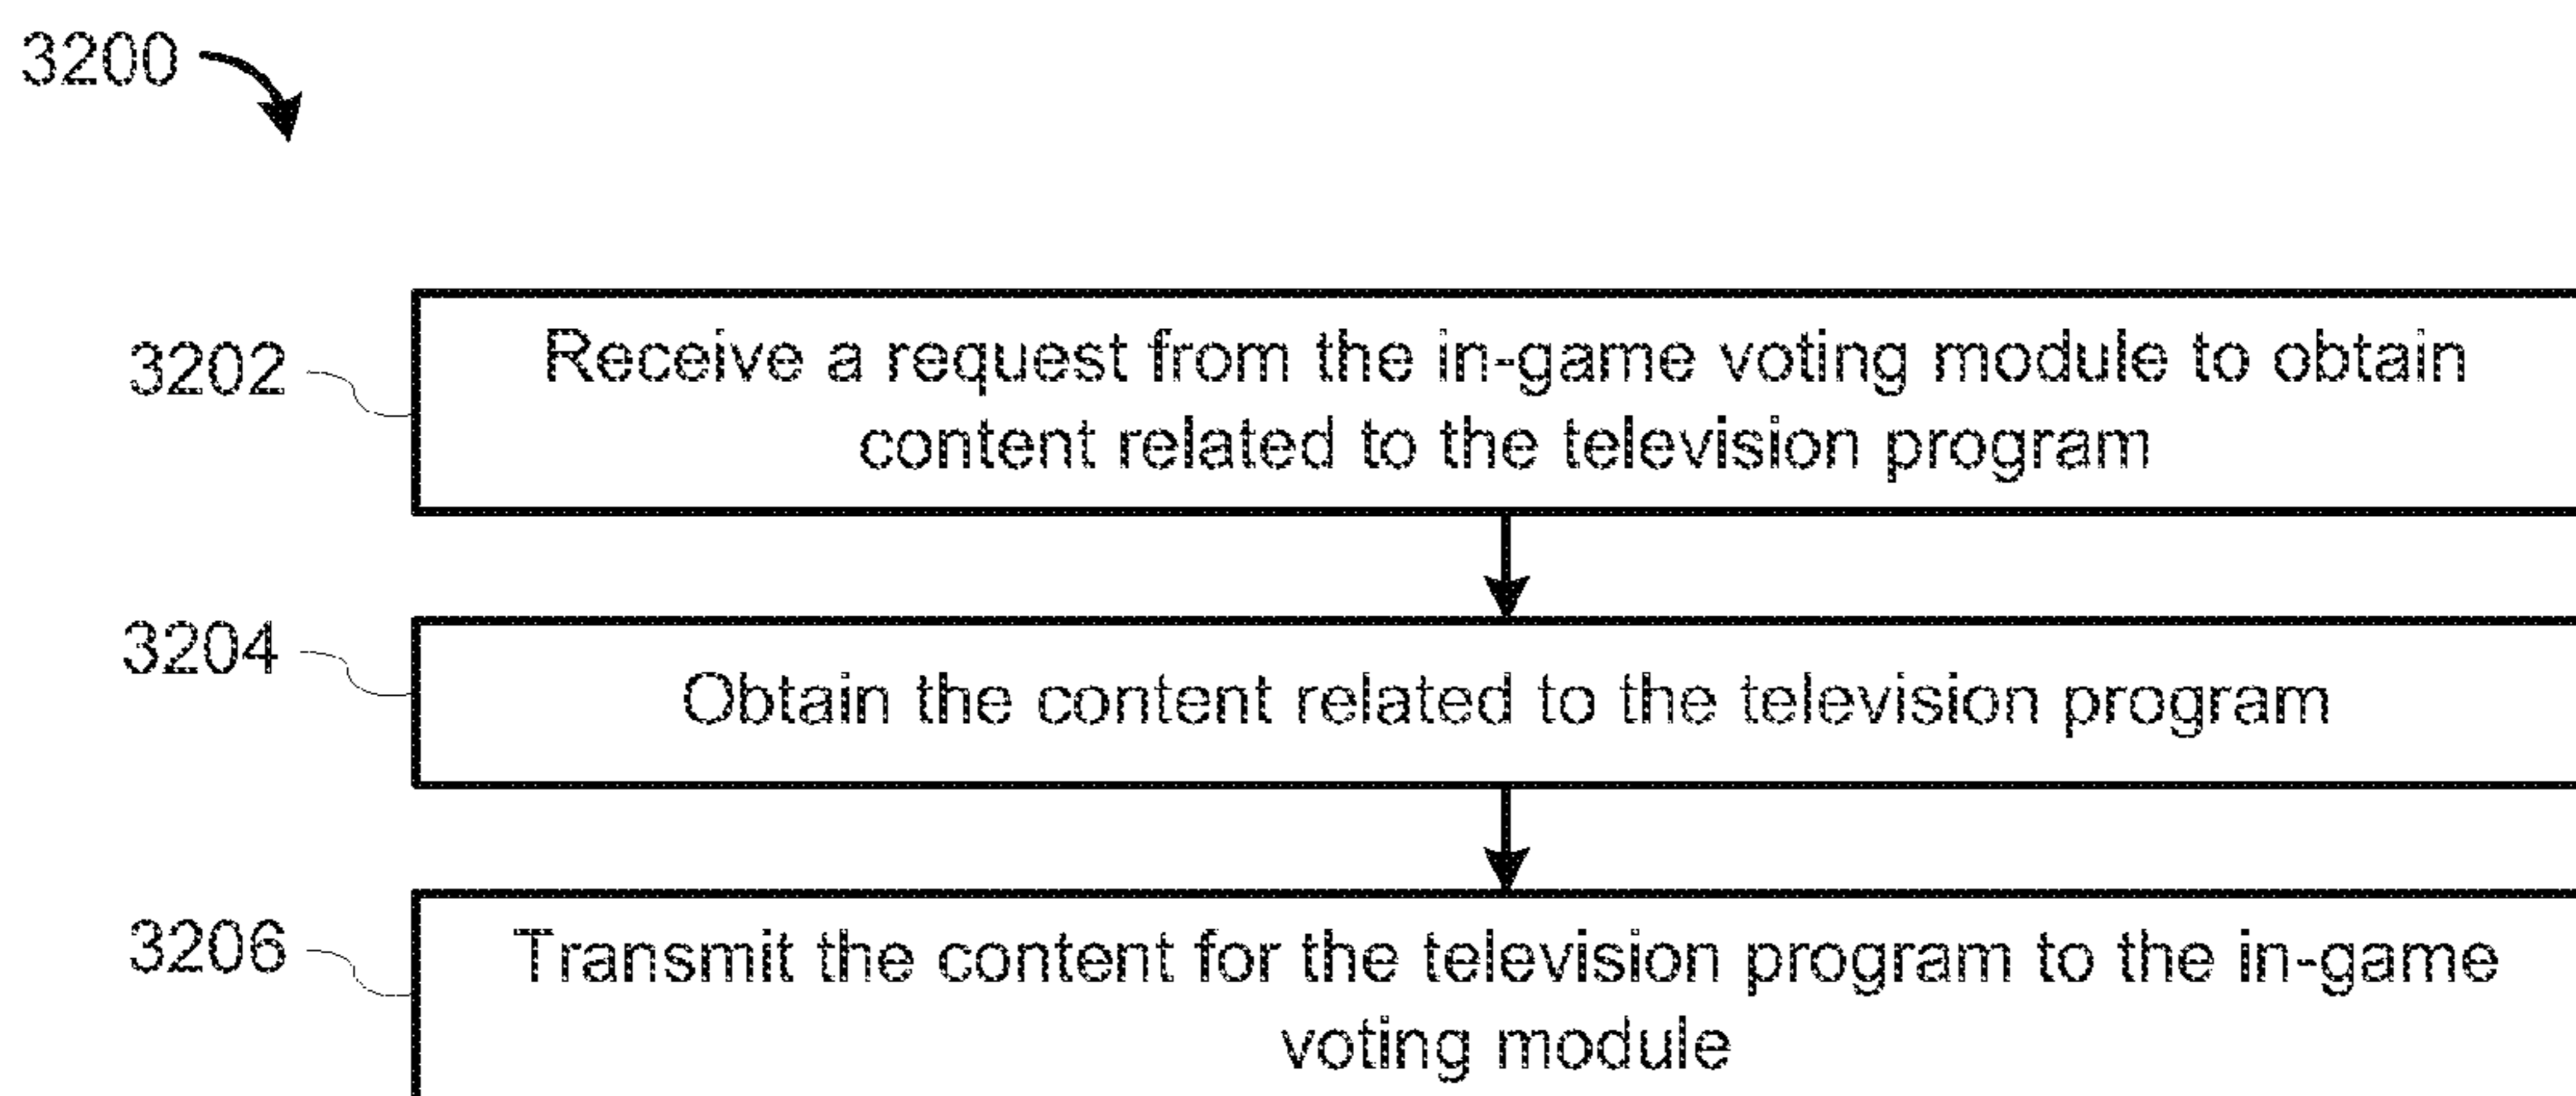 3200
3202
Receive a request from the in-game voting module to obtain
content related to the television program
3204
Obtain the content related to the television program
3206
Transmit the content for the television program to the in-game
voting module